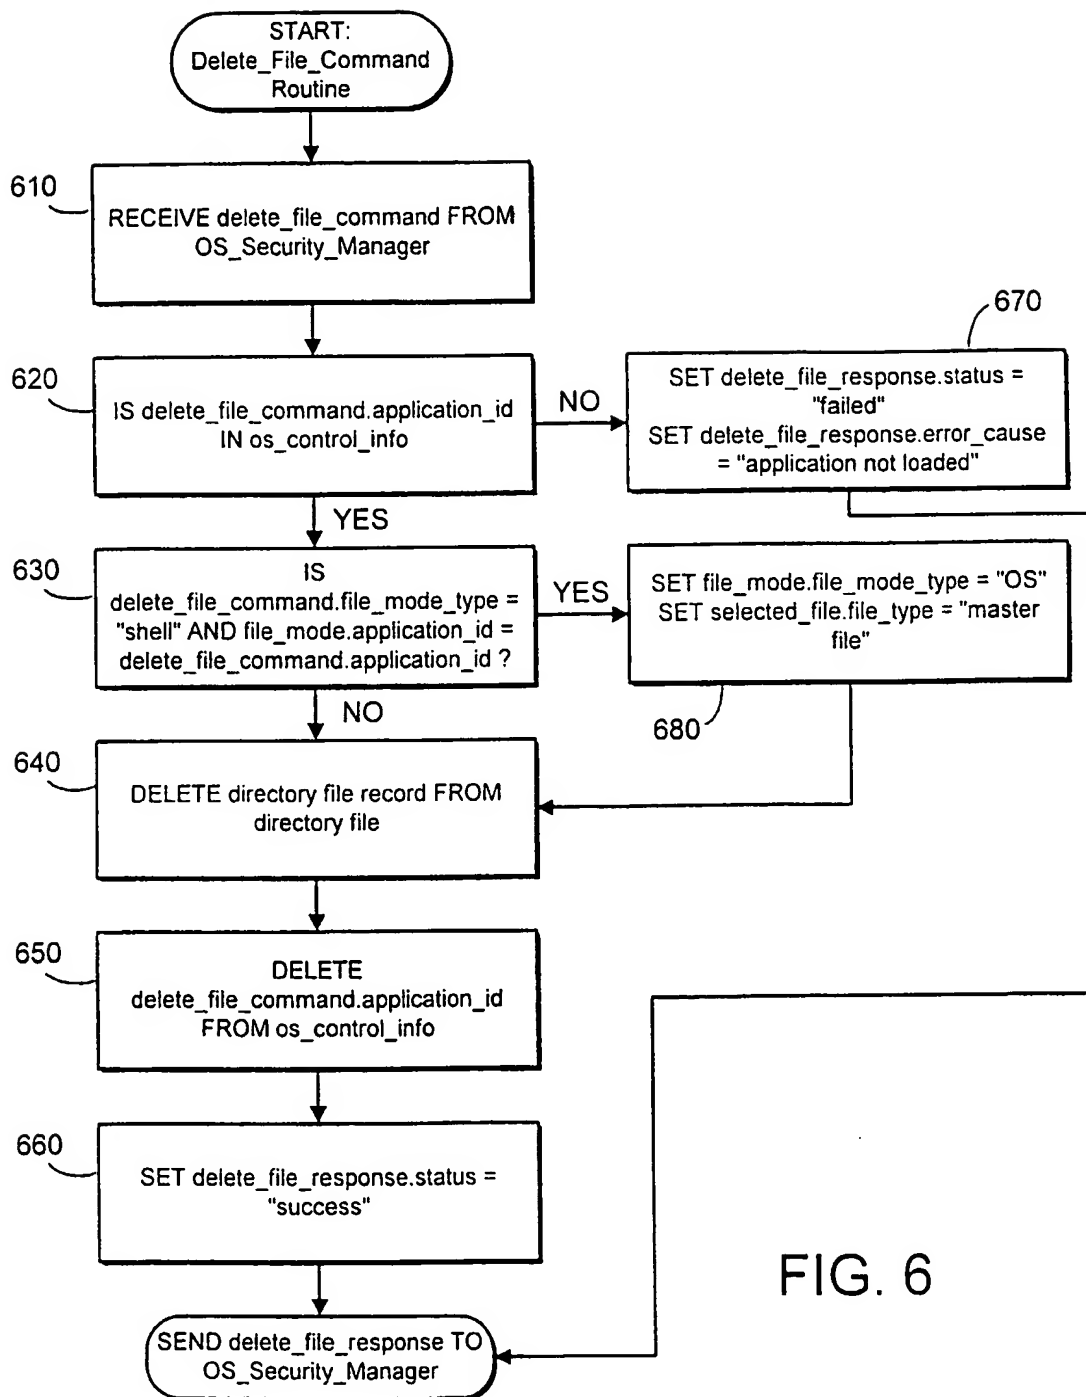 START:
Delete_File_Command
Routine
610
RECEIVE delete_file_command FROM
OS_Security_Manager
620
IS delete_file_command.application_id
IN os_control_info
NO
670
SET delete_file_response.status =
"failed"
SET delete_file_response.error_cause
= "application not loaded"
YES
630
IS
delete_file_command.file_mode_type =
"shell" AND file_mode.application_id =
delete_file_command.application_id ?
YES
SET file_mode.file_mode_type = "OS"
SET selected_file.file_type = "master
file"
680
NO
640
DELETE directory file record FROM
directory file
650
DELETE
delete_file_command.application_id
FROM os_control_info
660
SET delete_file_response.status =
"success"
SEND delete_file_response TO
OS_Security_Manager
FIG. 6